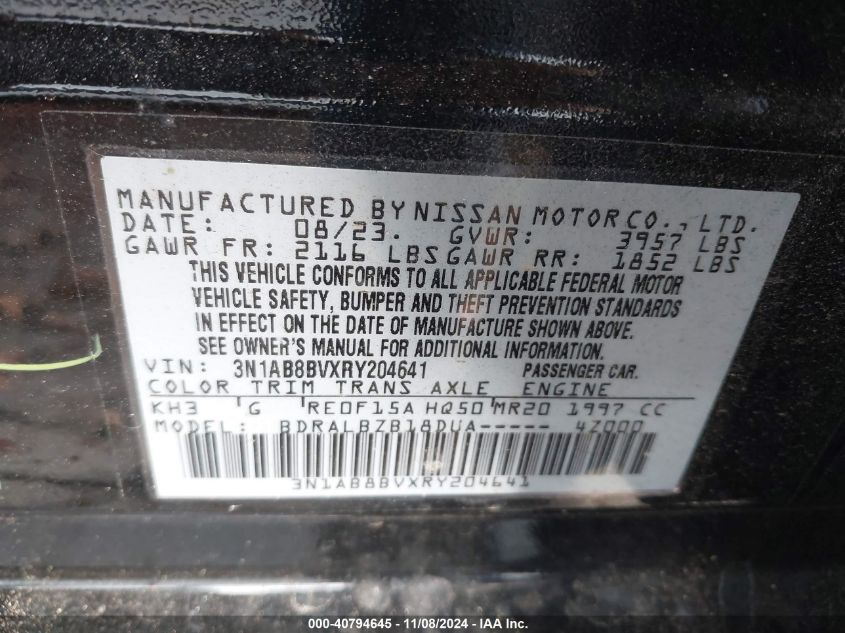 MANUFACTURED BY NISSAN MOTOR CO., LTD.
DATE: 08/23. GVWR: 3957 LBS
GAWR FR: 2116 LBS GAWR RR: 1852 LBS
THIS VEHICLE CONFORMS TO ALL APPLICABLE FEDERAL MOTOR
VEHICLE SAFETY, BUMPER AND THEFT PREVENTION STANDARDS
IN EFFECT ON THE DATE OF MANUFACTURE SHOWN ABOVE.
SEE OWNER'S MANUAL FOR ADDITIONAL INFORMATION.
VIN: 3N1AB8BVXRY204641 PASSENGER CAR.
COLOR TRIM TRANS AXLE ENGINE
KH3 G RE0F15A HQ50 MR20 1997 CC
MODEL: BDRALBZB18DUA----- 4Z000
3N1AB8BVXRY204641
000-40794645 - 11/08/2024 - IAA Inc.